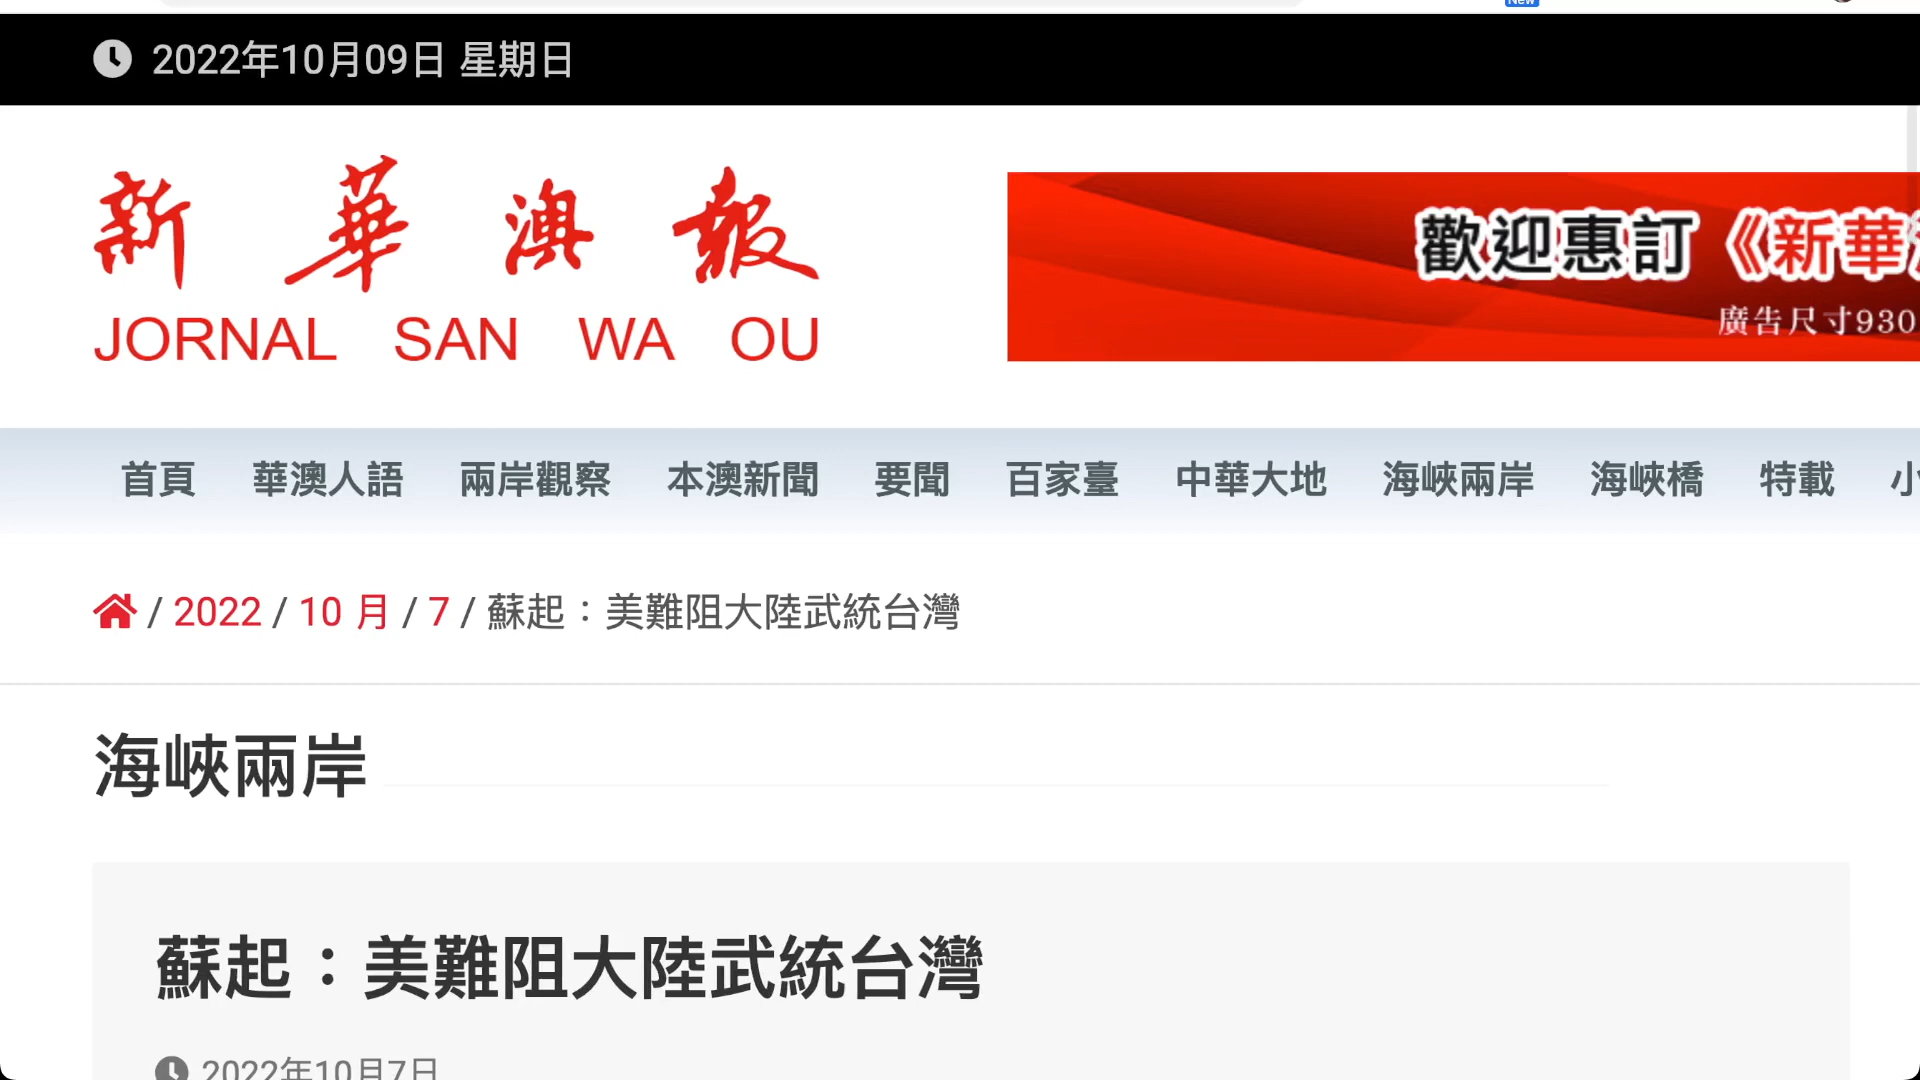 New
2022年10月09日 星期日
新華澳報
JORNAL SAN WA OU
歡迎惠訂《新華
廣告尺寸930
首頁 華澳人語 兩岸觀察 本澳新聞 要聞 百家臺 中華大地 海峽兩岸 海峽橋 特載 小
/ 2022 / 10 月 / 7 / 蘇起：美難阻大陸武統台灣
海峽兩岸
蘇起：美難阻大陸武統台灣
2022年10月7日